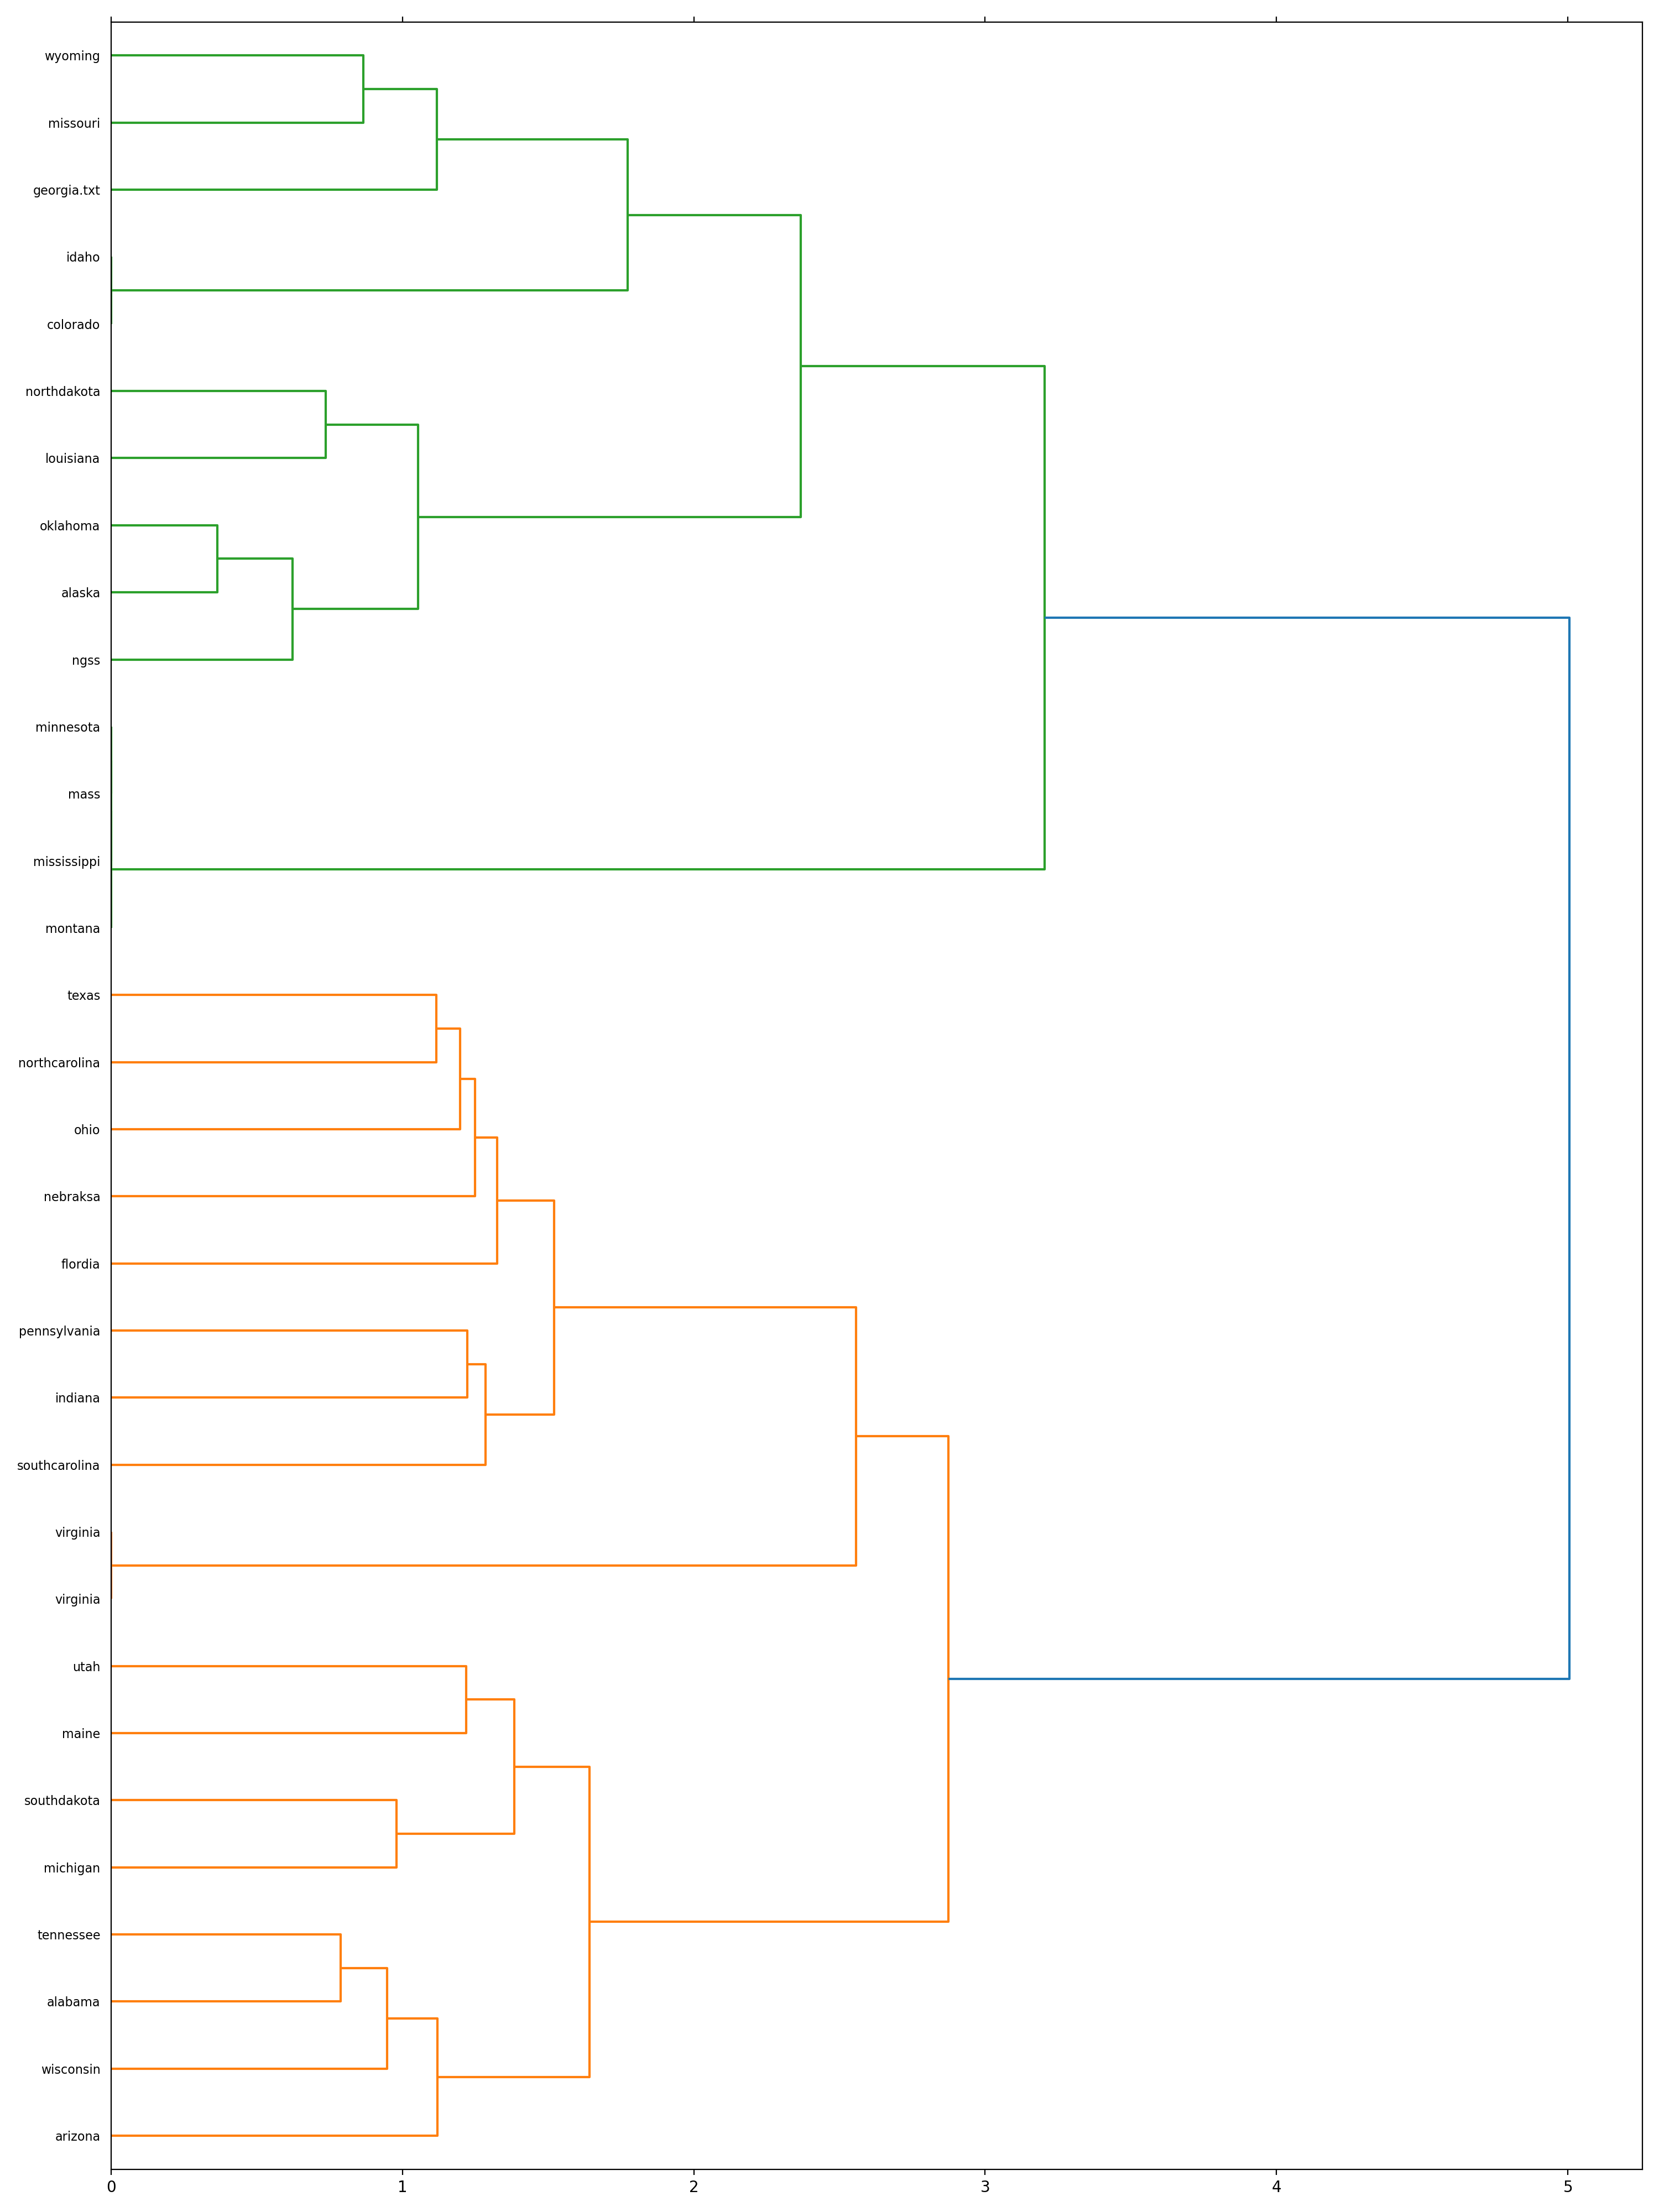 wyoming
missouri
georgia.txt
idaho
colorado
northdakota
louisiana
oklahoma
alaska
ngss
minnesota
mass
mississippi
montana
texas
northcarolina
ohio
nebraksa
flordia
pennsylvania
indiana
southcarolina
virginia
virginia
utah
maine
southdakota
michigan
tennessee
alabama
wisconsin
arizona
0 1 2 3 4 5